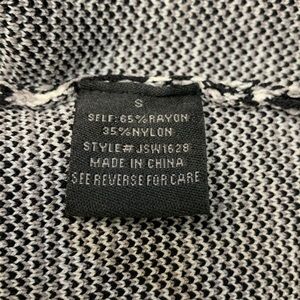 S
SELF: 65% RAYON
35% NYLON
STYLE# JSW1628
MADE IN CHINA
SEE REVERSE FOR CARE